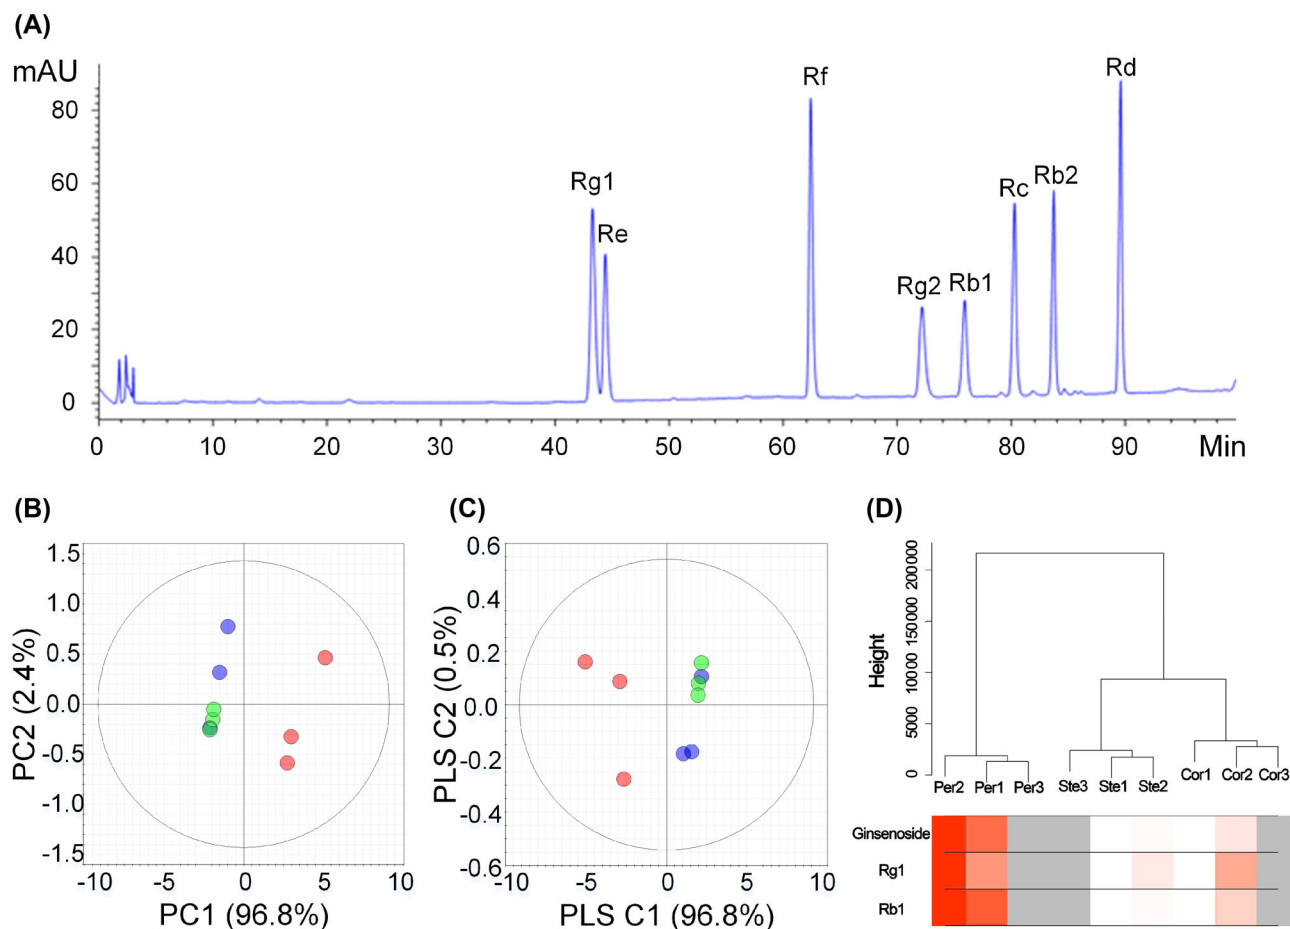 (A)
mAU
80
60
40
20
0
Rg1
Re
Rf
Rg2
Rb1
Rc
Rb2
Rd
0 10 20 30 40 50 60 70 80 90 Min
(B)
PC2 (2.4%)
1.5
1.0
0.5
0.0
-0.5
-1.0
-1.5
-10 -5 0 5 10
PC1 (96.8%)
(C)
PLS C2 (0.5%)
0.6
0.4
0.2
0.0
-0.2
-0.4
-0.6
-10 -5 0 5 10
PLS C1 (96.8%)
(D)
Height
200000
150000
100000
50000
0
Per2 Per1 Per3 Ste3 Ste1 Ste2 Cor1 Cor2 Cor3
Ginsenoside
Rg1
Rb1